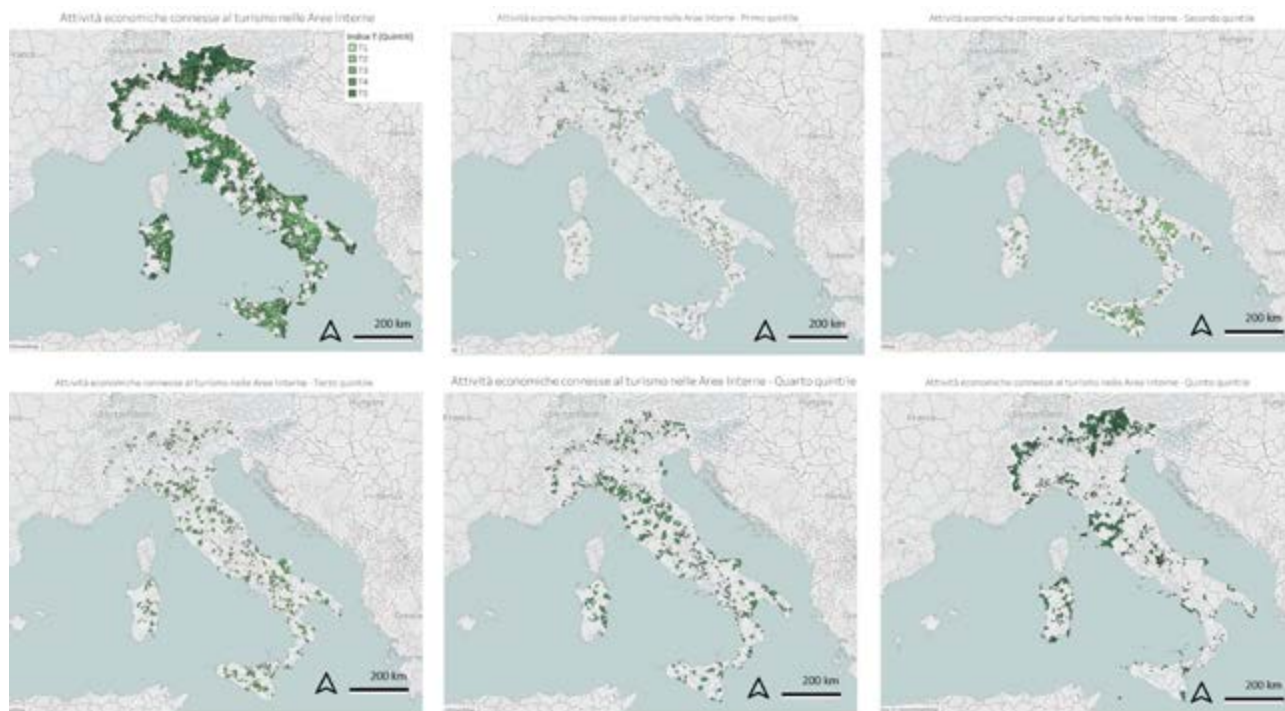 Attività economiche connesse al turismo nelle Aree Interne
Indice T (Quintili)
T1
T2
T3
T4
T5
200 km
Attività economiche connesse al turismo nelle Aree Interne - Primo quintile
200 km
Attività economiche connesse al turismo nelle Aree Interne - Secondo quintile
200 km
Attività economiche connesse al turismo nelle Aree Interne - Terzo quintile
200 km
Attività economiche connesse al turismo nelle Aree Interne - Quarto quintile
200 km
Attività economiche connesse al turismo nelle Aree Interne - Quinto quintile
France
200 km